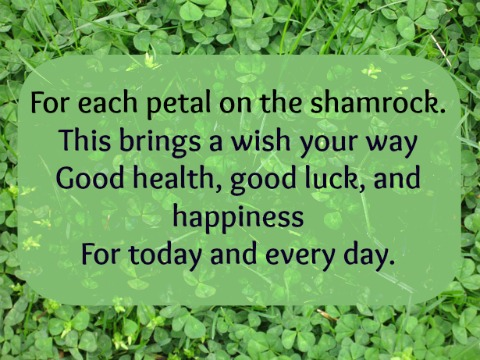 For each petal on the shamrock.
This brings a wish your way
Good health, good luck, and
happiness
For today and every day.